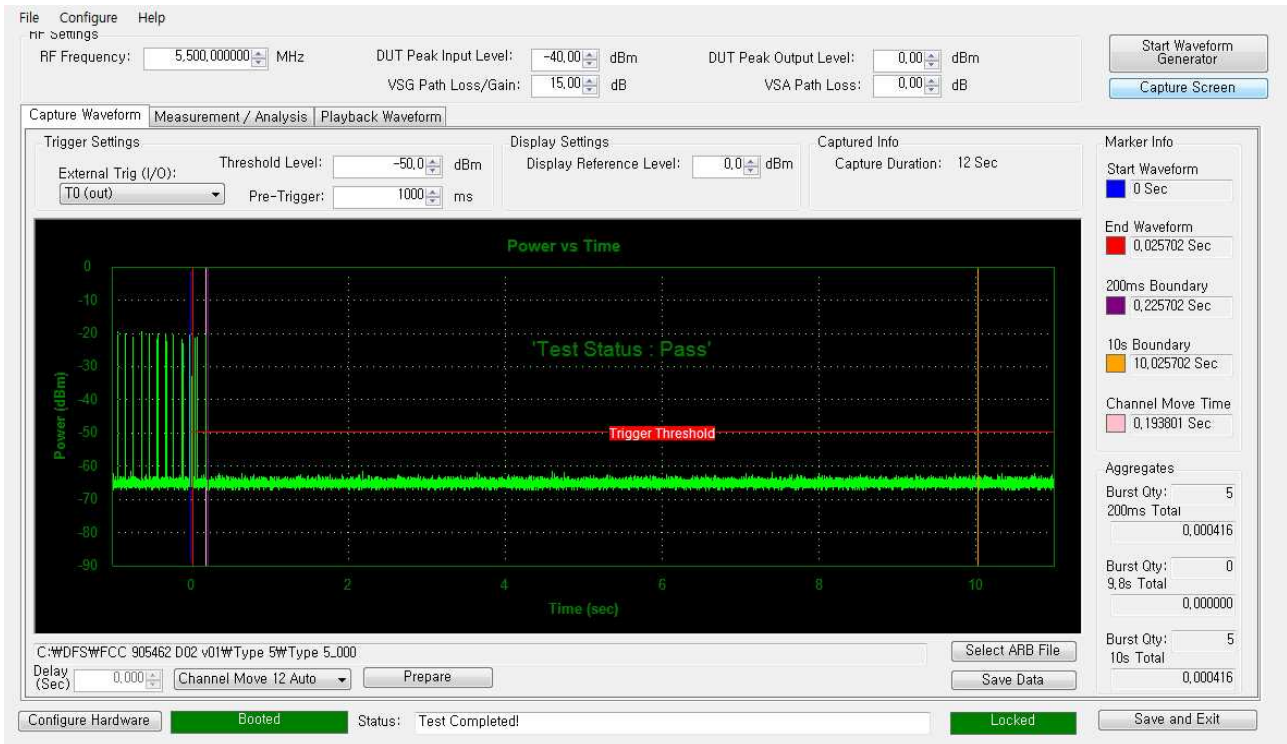 File Configure Help
RF Settings
RF Frequency: 5,500,000000 MHz DUT Peak Input Level: -40,00 dBm DUT Peak Output Level: 0,00 dBm
VSG Path Loss/Gain: 15,00 dB VSA Path Loss: 0,00 dB
Start Waveform
Generator
Capture Screen
Capture Waveform Measurement / Analysis Playback Waveform
Trigger Settings
External Trig (I/O):
T0 (out)
Threshold Level: -50,0 dBm
Pre-Trigger: 1000 ms
Display Settings
Display Reference Level: 0,0 dBm
Captured Info
Capture Duration: 12 Sec
Marker Info
Start Waveform
0 Sec
End Waveform
0,025702 Sec
200ms Boundary
0,225702 Sec
10s Boundary
10,025702 Sec
Channel Move Time
0,193801 Sec
Power vs Time
'Test Status : Pass'
Trigger Threshold
Power (dBm)
0
-10
-20
-30
-40
-50
-60
-70
-80
-90
0 2 4 6 8 10
Time (sec)
Aggregates
Burst Qty: 5
200ms Total
0,000416
Burst Qty: 0
9,8s Total
0,000000
Burst Qty: 5
10s Total
0,000416
C:₩DFS₩FCC 905462 D02 v01₩Type 5₩Type 5_000
Select ARB File
Delay
(Sec) 0,000 Channel Move 12 Auto Prepare
Save Data
Configure Hardware Booted Status: Test Completed! Locked Save and Exit